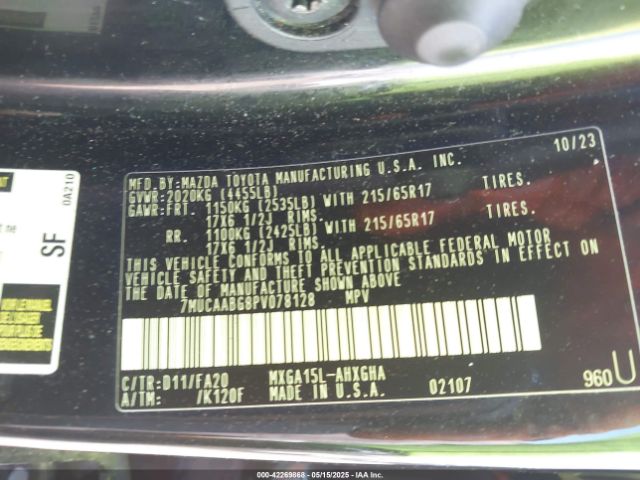 0A210
SF
MFD.BY:MAZDA TOYOTA MANUFACTURING U.S.A. INC. 10/23
GVWR:2020KG (4455LB)
GAWR:FRT. 1150KG (2535LB) WITH 215/65R17 TIRES.
17X6 1/2J RIMS.
RR. 1100KG (2425LB) WITH 215/65R17 TIRES.
17X6 1/2J RIMS.
THIS VEHICLE CONFORMS TO ALL APPLICABLE FEDERAL MOTOR
VEHICLE SAFETY AND THEFT PREVENTION STANDARDS IN EFFECT ON
THE DATE OF MANUFACTURE SHOWN ABOVE
7MUCAABG8PV078128 MPV
C/TR:D11/FA20 MXGA15L-AHXGHA
A/TM: /K120F MADE IN U.S.A. 02107 960U
000-42269868 - 05/15/2025 - IAAHCA